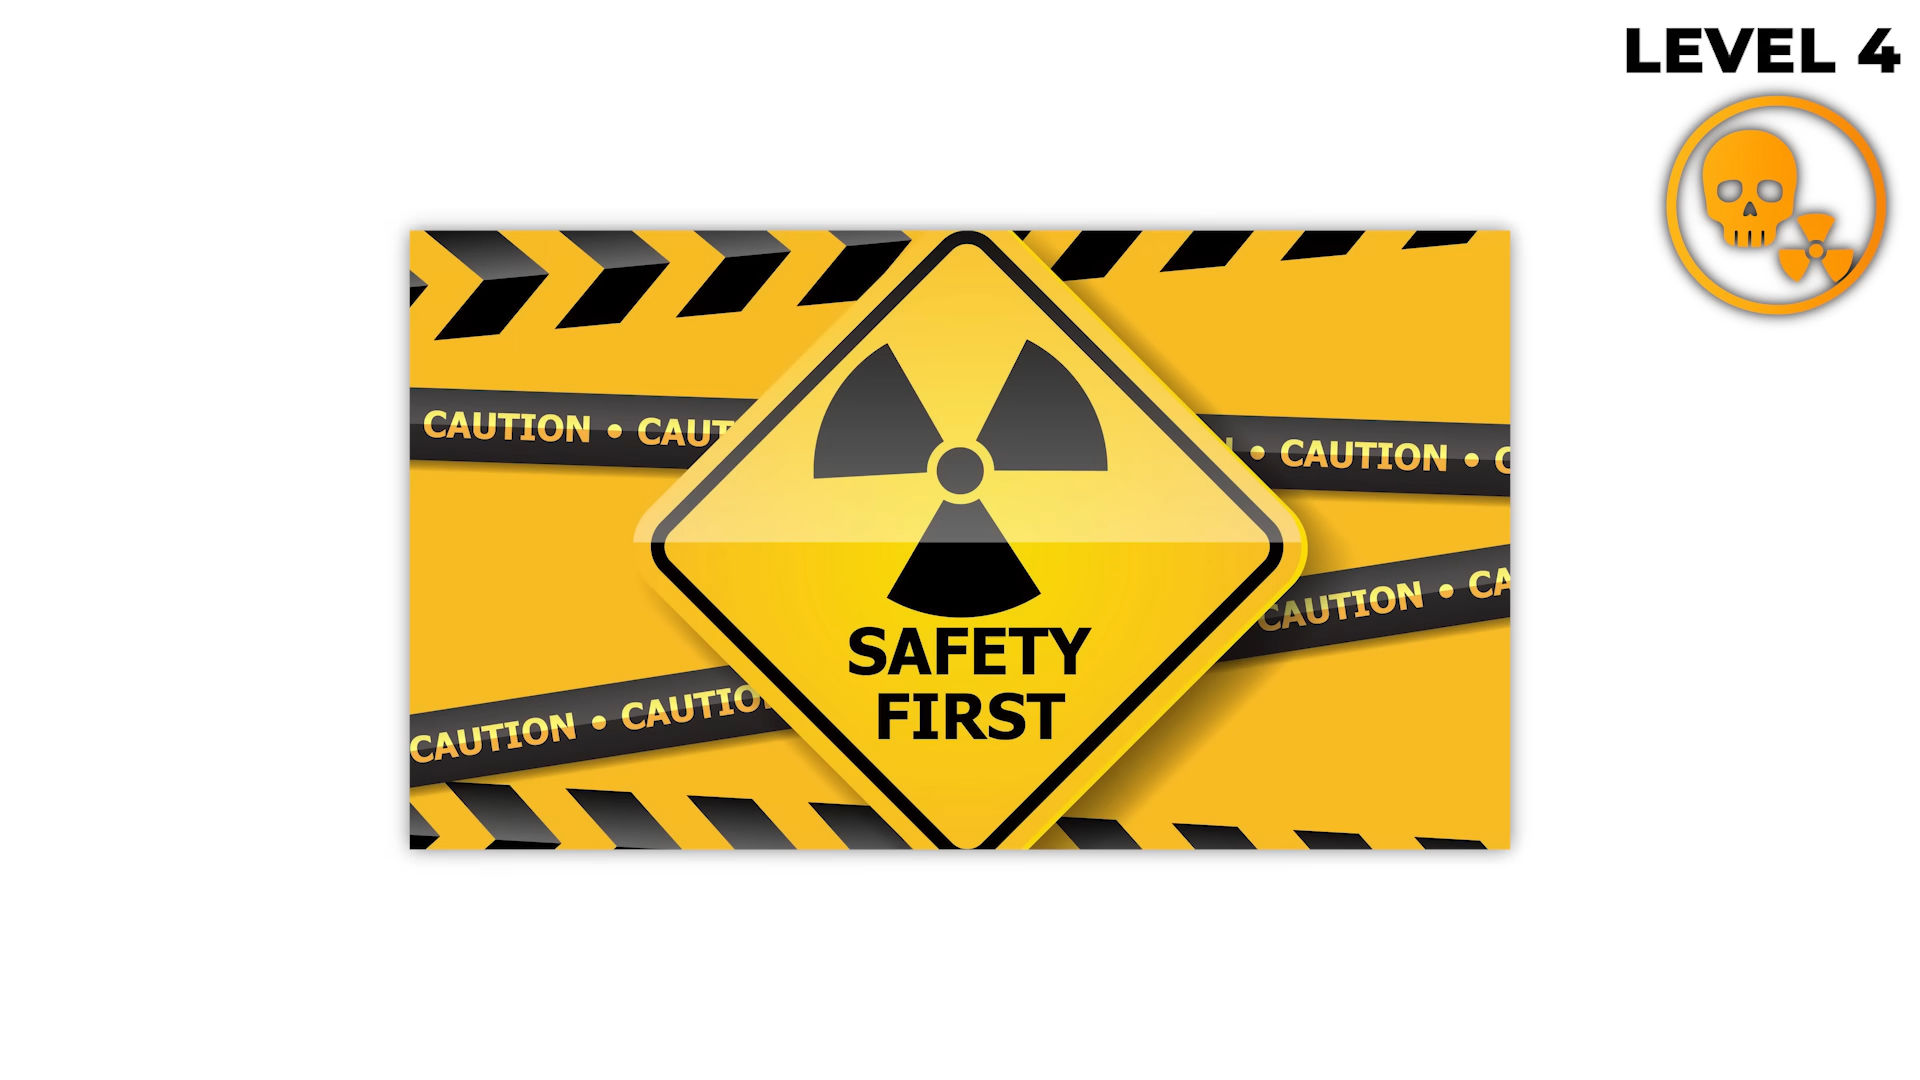 LEVEL 4
CAUTION • CAUT
• CAUTION • C
CAUTION • CA
SAFETY
FIRST
CAUTION • CAUTIO